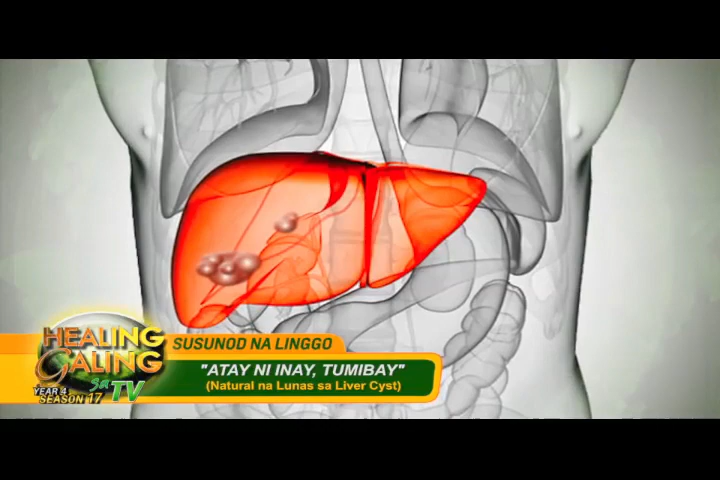 HEALING
GALING
sa
TV
YEAR 4
SEASON 17
SUSUNOD NA LINGGO
"ATAY NI INAY, TUMIBAY"
(Natural na Lunas sa Liver Cyst)